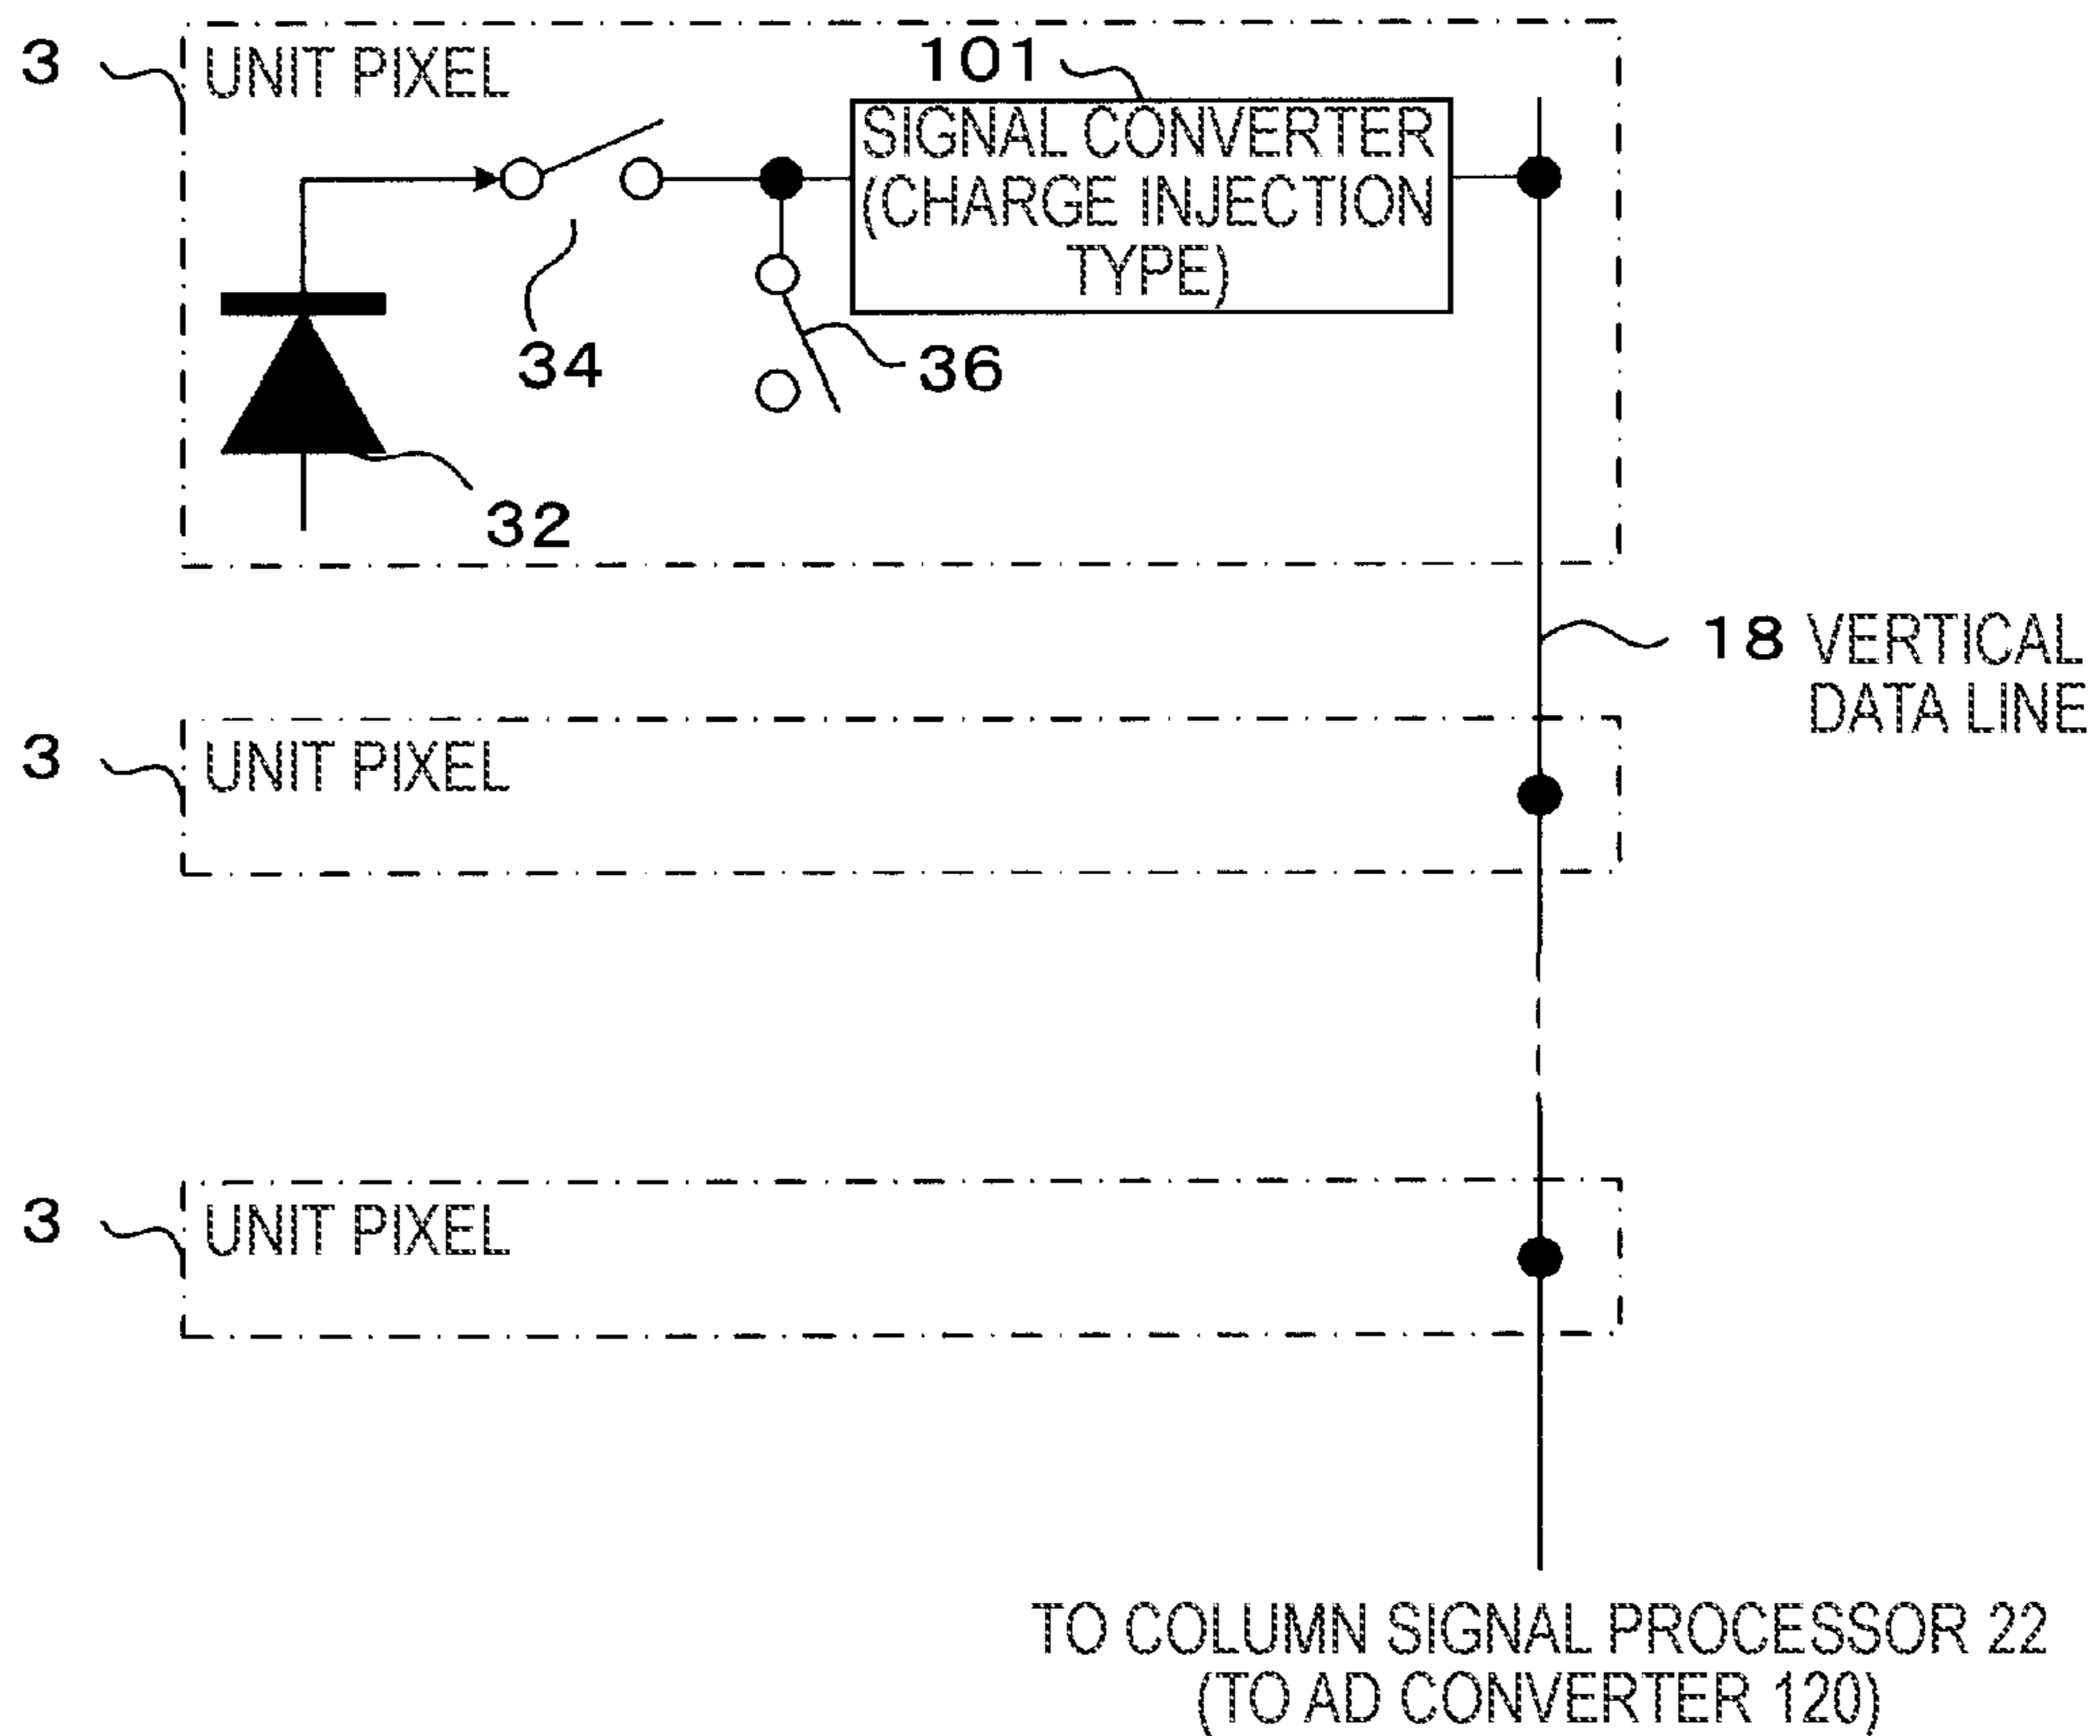 3 UNIT PIXEL
101
SIGNAL CONVERTER
(CHARGE INJECTION
TYPE)
34
36
32
18 VERTICAL
DATA LINE
3 UNIT PIXEL
3 UNIT PIXEL
TO COLUMN SIGNAL PROCESSOR 22
(TO AD CONVERTER 120)